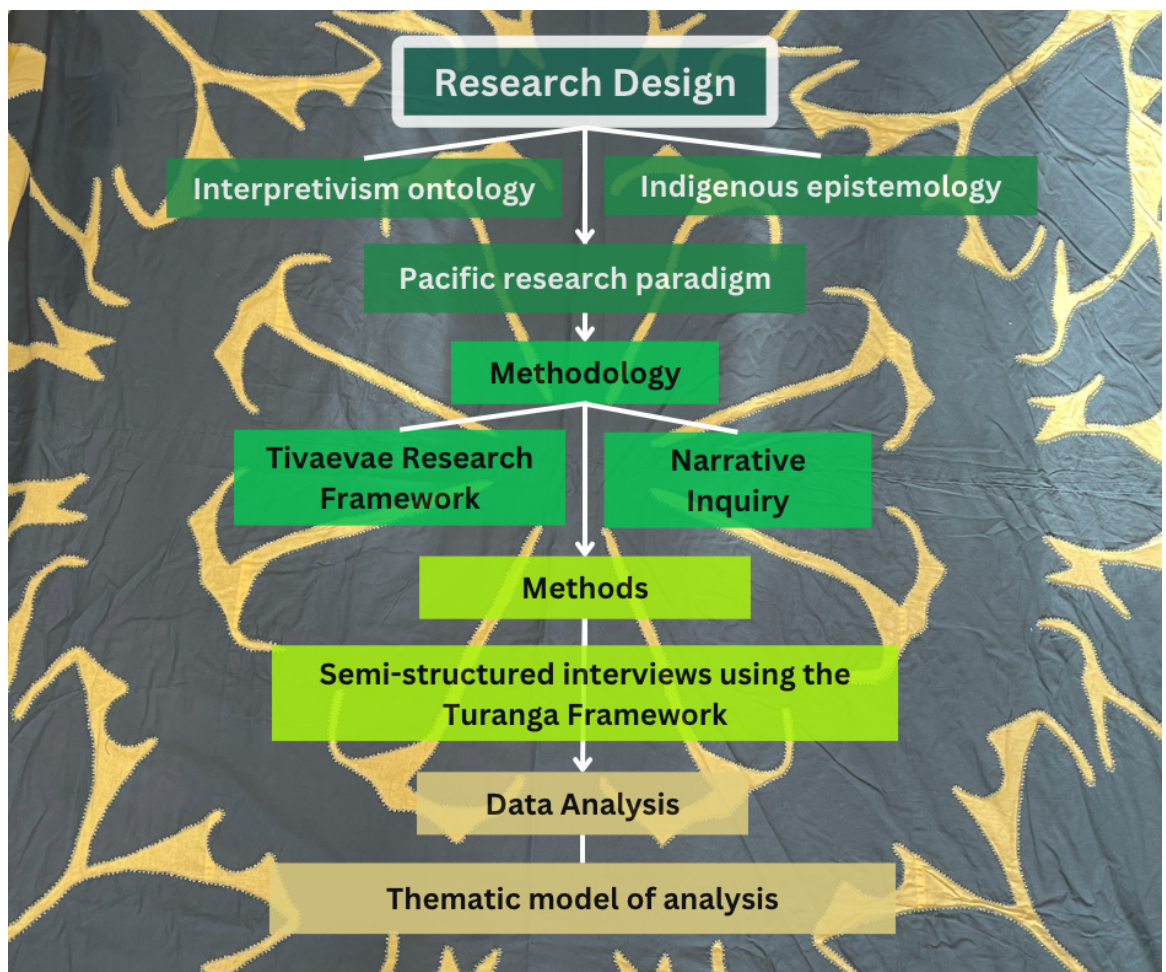 Research Design
Interpretivism ontology
Indigenous epistemology
Pacific research paradigm
Methodology
Tivaevae Research
Framework
Narrative
Inquiry
Methods
Semi-structured interviews using the
Turanga Framework
Data Analysis
Thematic model of analysis